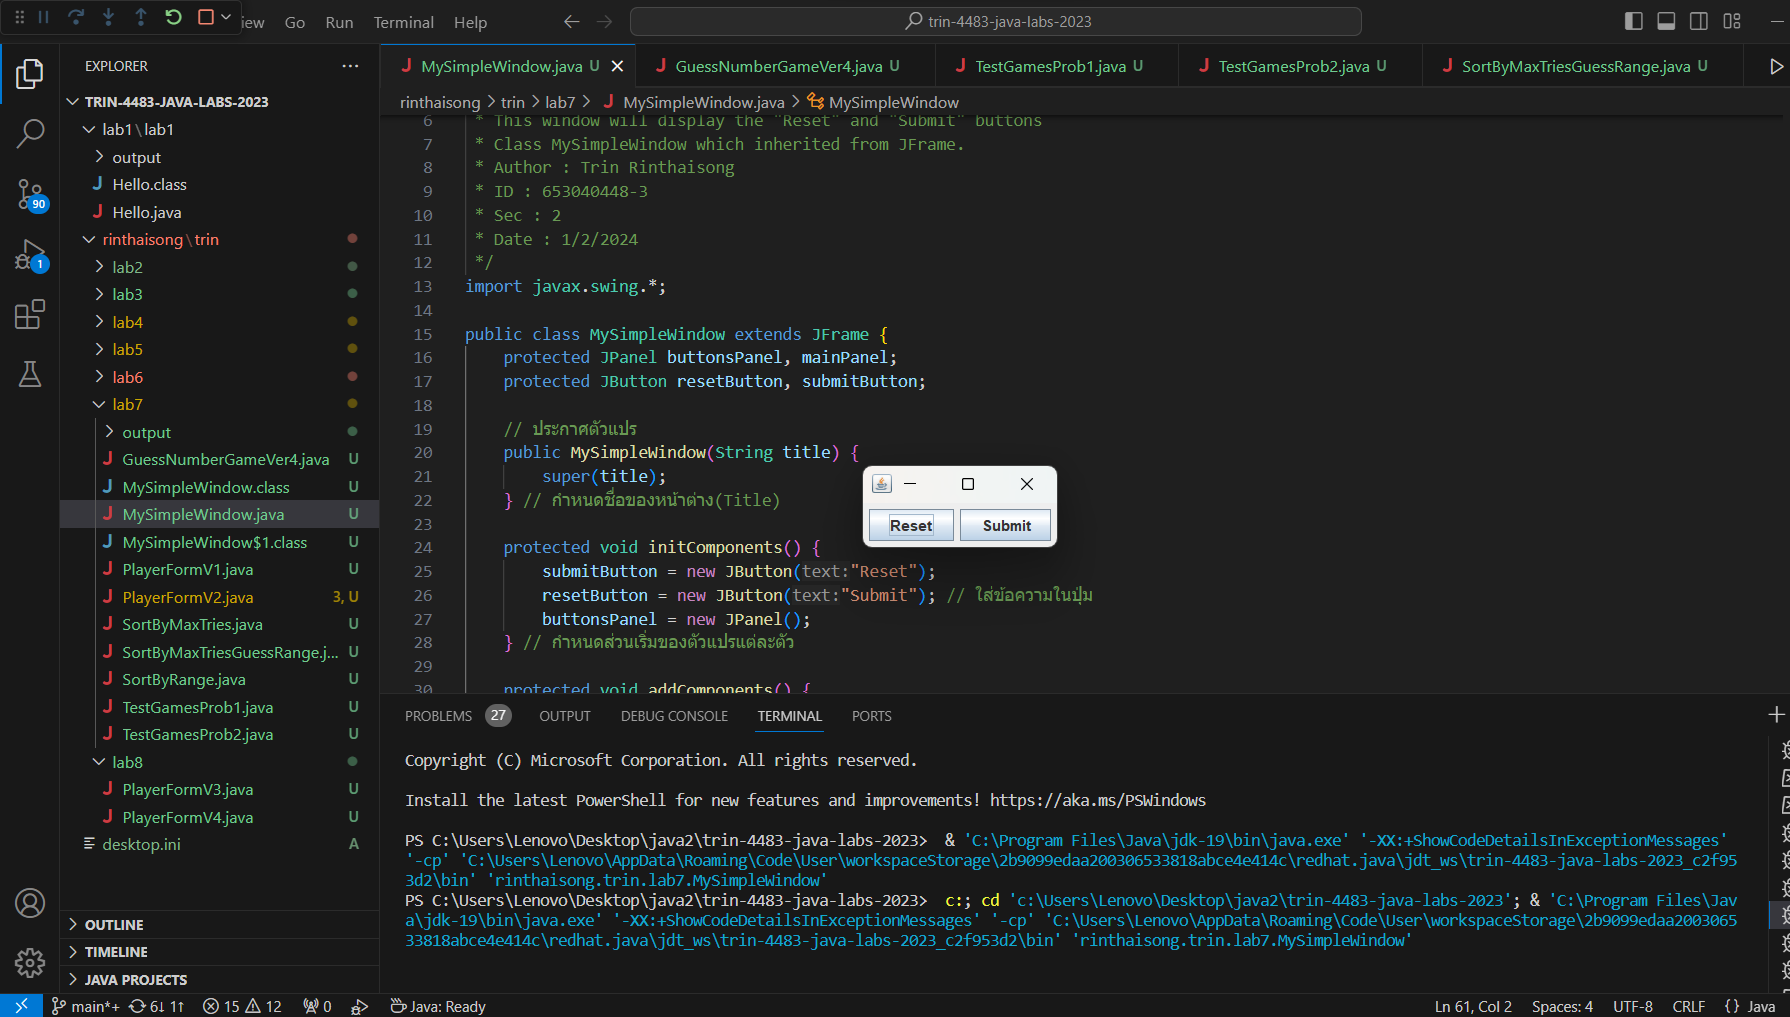 iew Go Run Terminal Help
trin-4483-java-labs-2023
EXPLORER
TRIN-4483-JAVA-LABS-2023
lab1\lab1
output
Hello.class
Hello.java
rinthaisong\trin
lab2
lab3
lab4
lab5
lab6
lab7
output
GuessNumberGameVer4.java U
MySimpleWindow.class U
MySimpleWindow.java U
MySimpleWindow$1.class U
PlayerFormV1.java U
PlayerFormV2.java 3, U
SortByMaxTries.java U
SortByMaxTriesGuessRange.j... U
SortByRange.java U
TestGamesProb1.java U
TestGamesProb2.java U
lab8
PlayerFormV3.java U
PlayerFormV4.java U
desktop.ini A
OUTLINE
TIMELINE
JAVA PROJECTS
90
1
MySimpleWindow.java U GuessNumberGameVer4.java U TestGamesProb1.java U TestGamesProb2.java U SortByMaxTriesGuessRange.java U
rinthaisong > trin > lab7 > MySimpleWindow.java > MySimpleWindow
6 * This window will display the "Reset" and "Submit" buttons
7 * Class MySimpleWindow which inherited from JFrame.
8 * Author : Trin Rinthaisong
9 * ID : 653040448-3
10 * Sec : 2
11 * Date : 1/2/2024
12 */
13 import javax.swing.*;
14
15 public class MySimpleWindow extends JFrame {
16 protected JPanel buttonsPanel, mainPanel;
17 protected JButton resetButton, submitButton;
18
19 // ประกาศตัวแปร
20 public MySimpleWindow(String title) {
21 super(title);
22 } // กำหนดชื่อของหน้าต่าง(Title)
23
24 protected void initComponents() {
25 submitButton = new JButton(text:"Reset");
26 resetButton = new JButton(text:"Submit"); // ใส่ข้อความในปุ่ม
27 buttonsPanel = new JPanel();
28 } // กำหนดส่วนเริ่มของตัวแปรแต่ละตัว
29
30 protected void addComponents() {
Reset Submit
PROBLEMS 27 OUTPUT DEBUG CONSOLE TERMINAL PORTS
Copyright (C) Microsoft Corporation. All rights reserved.
Install the latest PowerShell for new features and improvements! https://aka.ms/PSWindows
PS C:\Users\Lenovo\Desktop\java2\trin-4483-java-labs-2023> & 'C:\Program Files\Java\jdk-19\bin\java.exe' '-XX:+ShowCodeDetailsInExceptionMessages'
'-cp' 'C:\Users\Lenovo\AppData\Roaming\Code\User\workspaceStorage\2b9099edaa200306533818abce4e414c\redhat.java\jdt_ws\trin-4483-java-labs-2023_c2f95
3d2\bin' 'rinthaisong.trin.lab7.MySimpleWindow'
PS C:\Users\Lenovo\Desktop\java2\trin-4483-java-labs-2023> c:; cd 'c:\Users\Lenovo\Desktop\java2\trin-4483-java-labs-2023'; & 'C:\Program Files\Jav
a\jdk-19\bin\java.exe' '-XX:+ShowCodeDetailsInExceptionMessages' '-cp' 'C:\Users\Lenovo\AppData\Roaming\Code\User\workspaceStorage\2b9099edaa2003065
33818abce4e414c\redhat.java\jdt_ws\trin-4483-java-labs-2023_c2f953d2\bin' 'rinthaisong.trin.lab7.MySimpleWindow'
main*+ 6↓ 1↑ 15 12 0 Java: Ready Ln 61, Col 2 Spaces: 4 UTF-8 CRLF {} Java